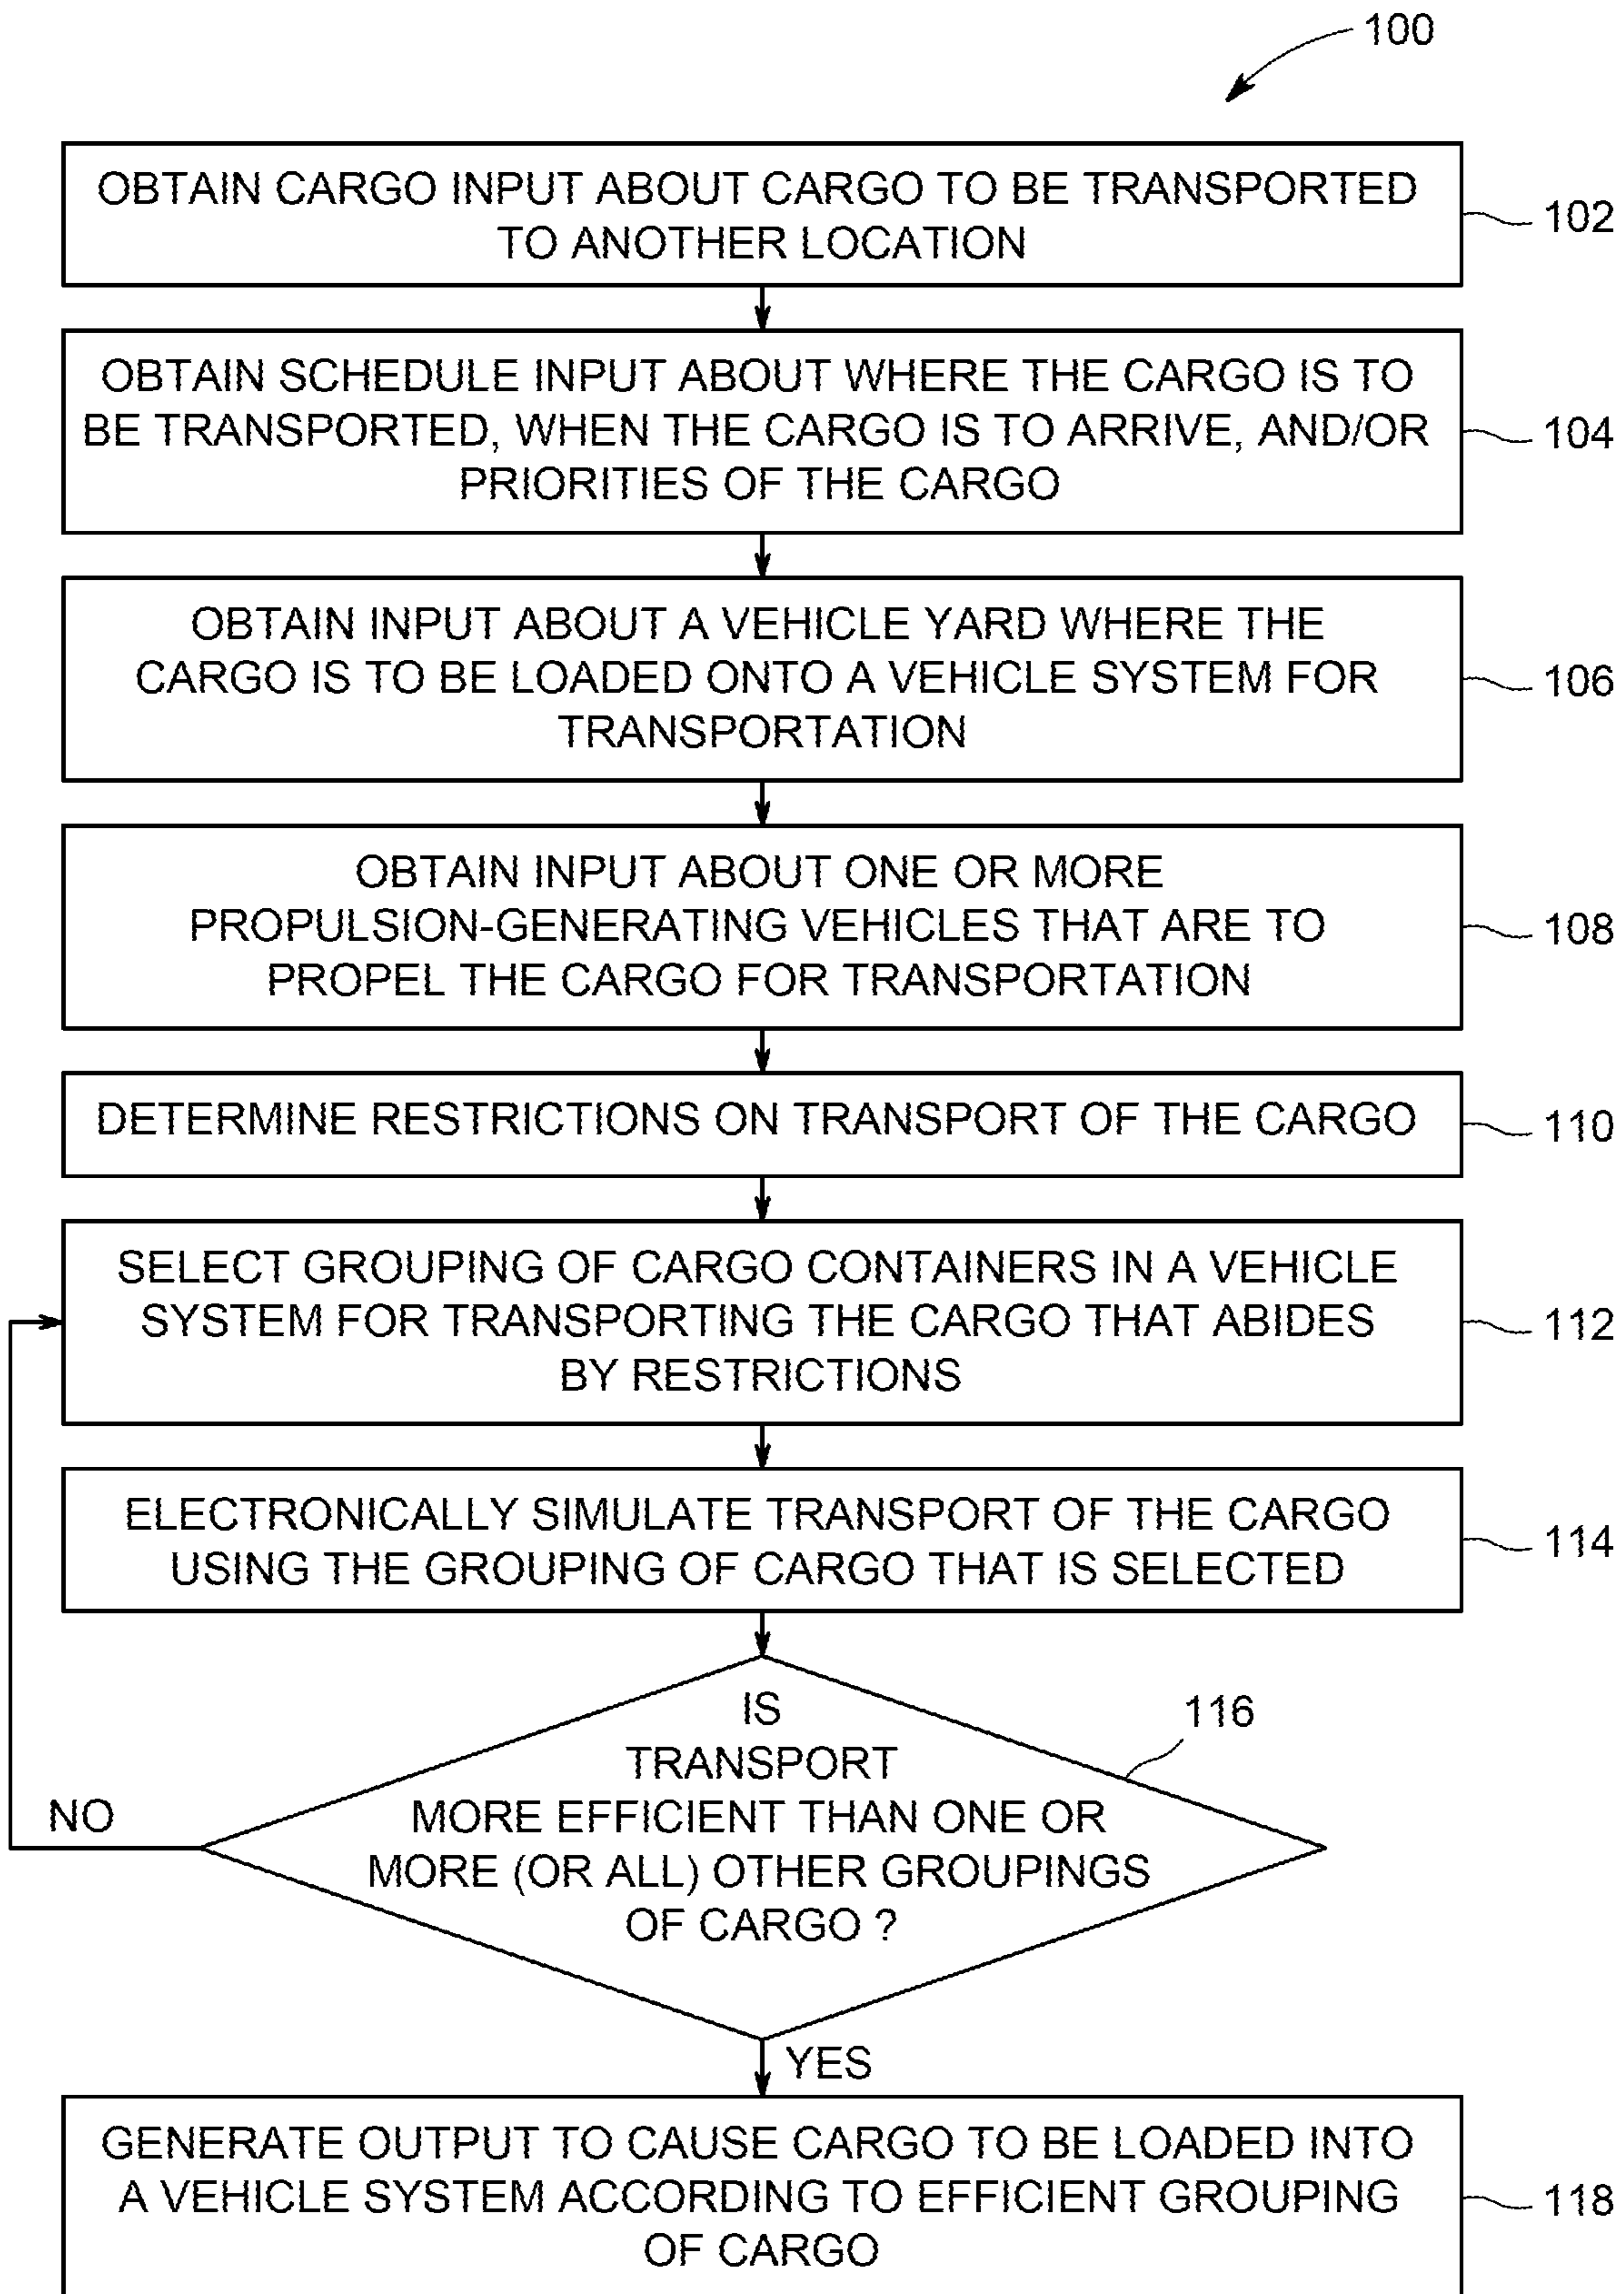 100
OBTAIN CARGO INPUT ABOUT CARGO TO BE TRANSPORTED
TO ANOTHER LOCATION
102
OBTAIN SCHEDULE INPUT ABOUT WHERE THE CARGO IS TO
BE TRANSPORTED, WHEN THE CARGO IS TO ARRIVE, AND/OR
PRIORITIES OF THE CARGO
104
OBTAIN INPUT ABOUT A VEHICLE YARD WHERE THE
CARGO IS TO BE LOADED ONTO A VEHICLE SYSTEM FOR
TRANSPORTATION
106
OBTAIN INPUT ABOUT ONE OR MORE
PROPULSION-GENERATING VEHICLES THAT ARE TO
PROPEL THE CARGO FOR TRANSPORTATION
108
DETERMINE RESTRICTIONS ON TRANSPORT OF THE CARGO
110
SELECT GROUPING OF CARGO CONTAINERS IN A VEHICLE
SYSTEM FOR TRANSPORTING THE CARGO THAT ABIDES
BY RESTRICTIONS
112
ELECTRONICALLY SIMULATE TRANSPORT OF THE CARGO
USING THE GROUPING OF CARGO THAT IS SELECTED
114
IS
TRANSPORT
MORE EFFICIENT THAN ONE OR
MORE (OR ALL) OTHER GROUPINGS
OF CARGO ?
116
NO
YES
GENERATE OUTPUT TO CAUSE CARGO TO BE LOADED INTO
A VEHICLE SYSTEM ACCORDING TO EFFICIENT GROUPING
OF CARGO
118